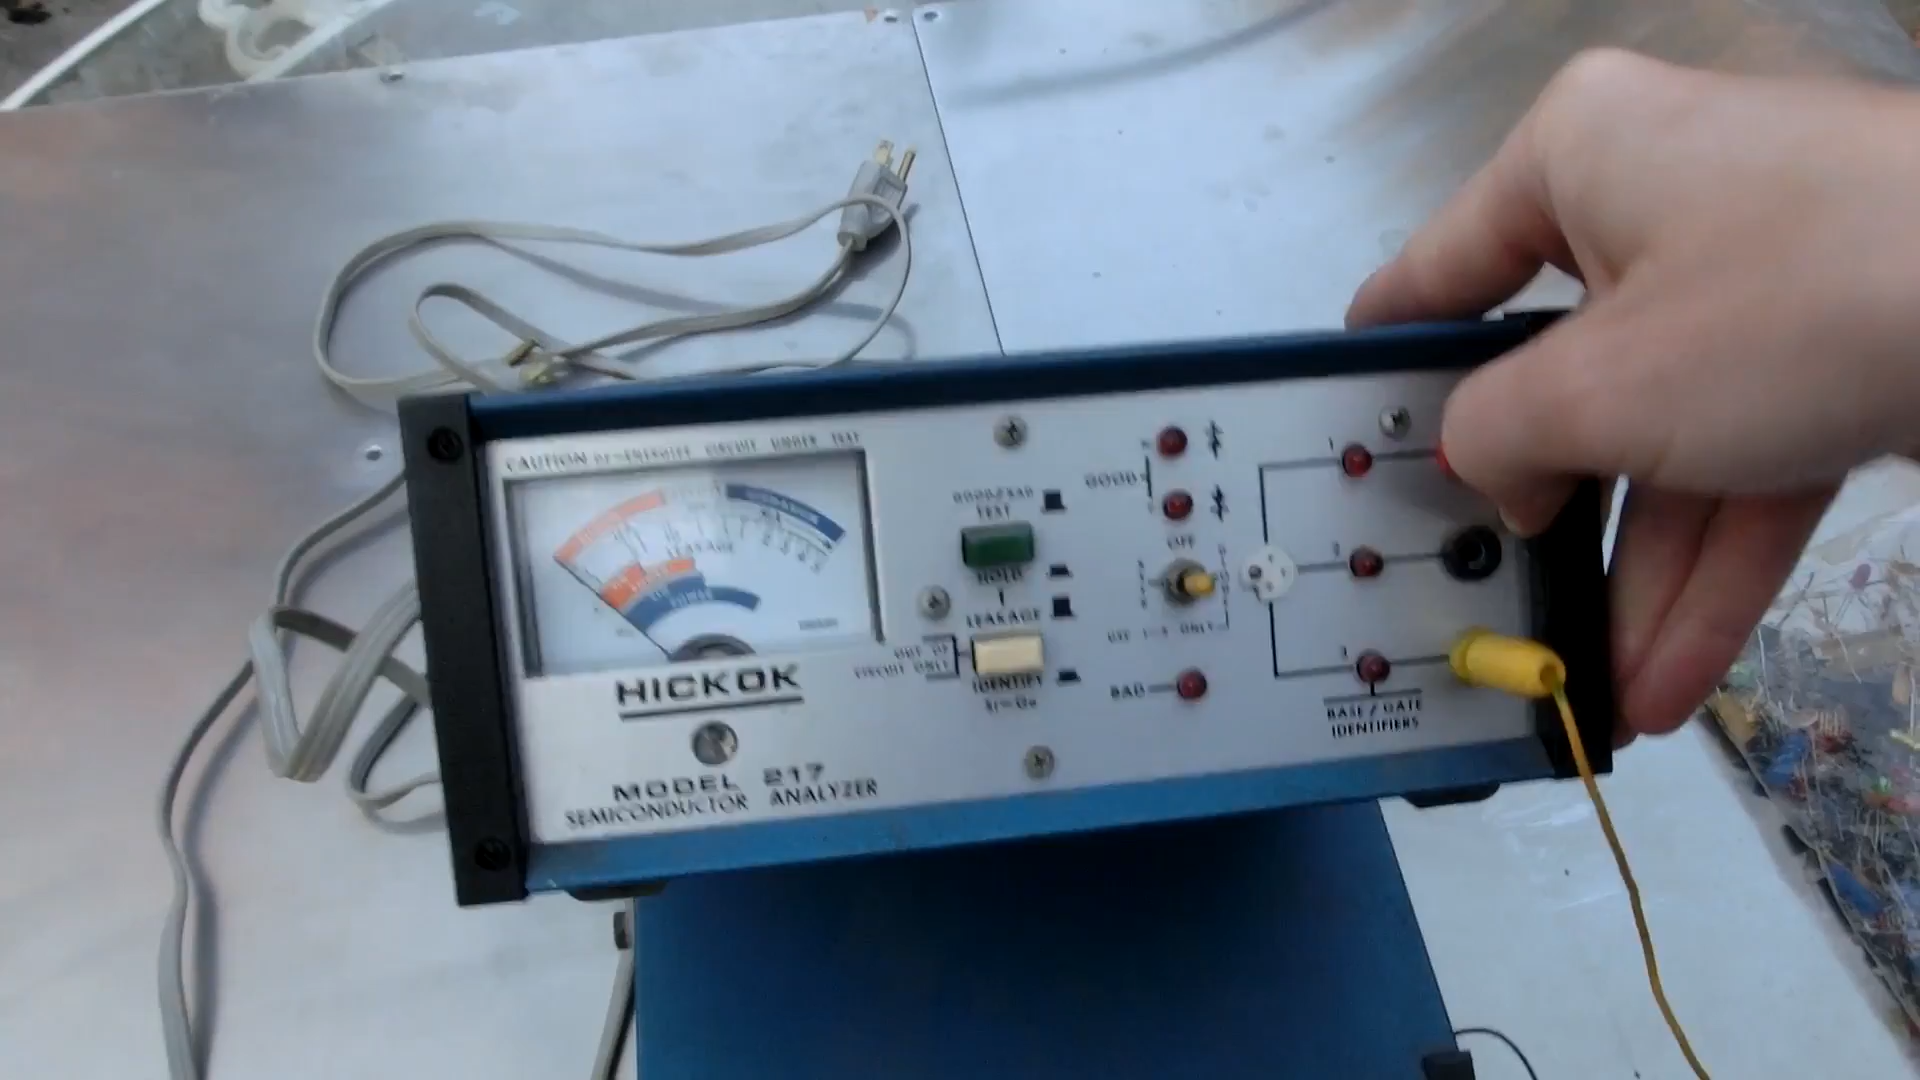 CAUTION DE-ENERGIZE CIRCUIT UNDER TEST
LEAKAGE
POWER
HICKOK
MODEL 217
SEMICONDUCTOR ANALYZER
GOOD/BAD
TEST
HOLD
LEAKAGE
OUT OF
CIRCUIT ONLY
IDENTIFY
Si-Ge
GOOD
OFF
BAD
1
2
3
BASE / GATE
IDENTIFIERS